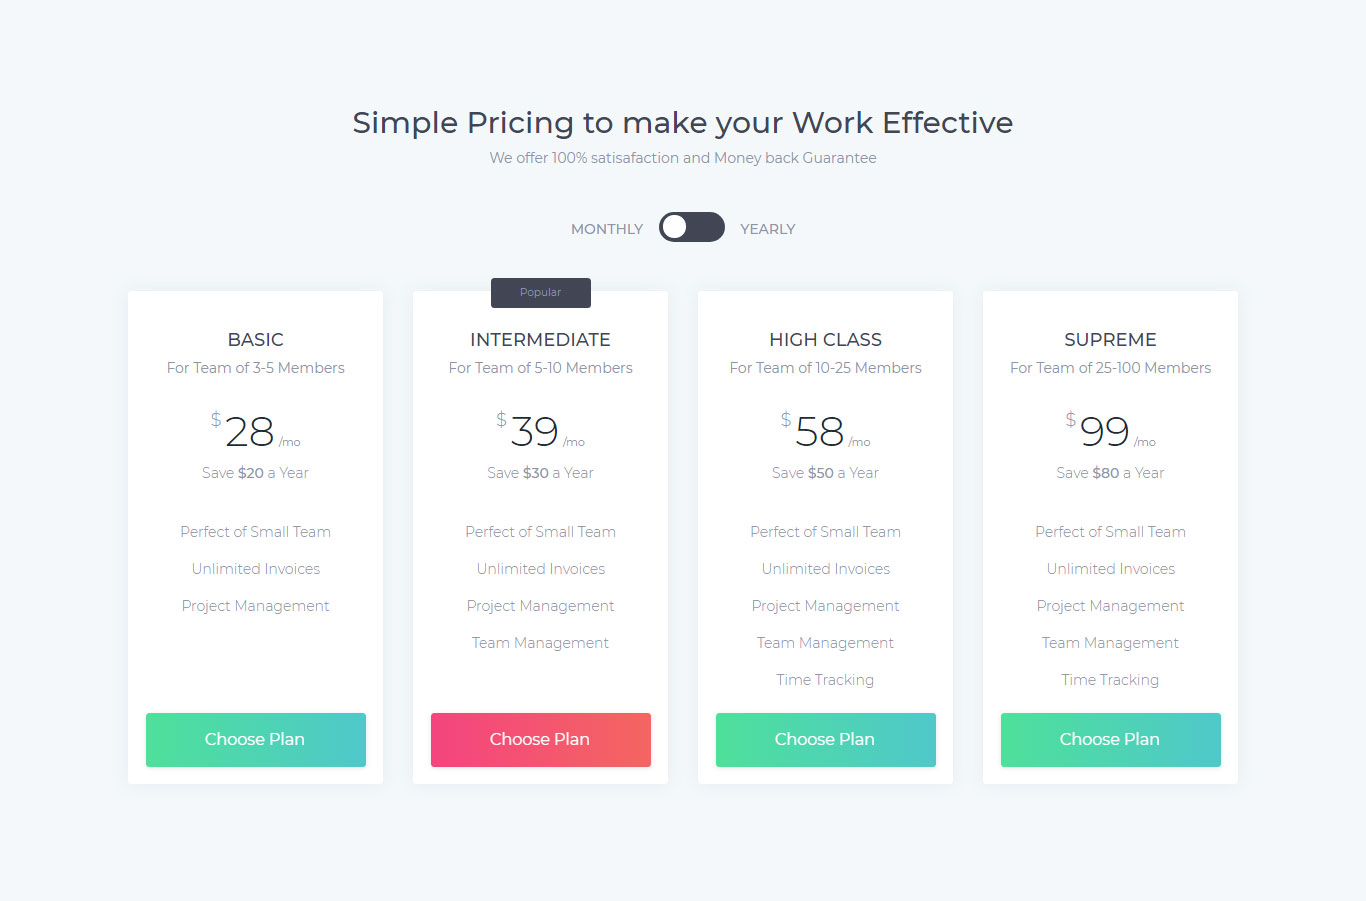 Simple Pricing to make your Work Effective
We offer 100% satisafaction and Money back Guarantee
MONTHLY
YEARLY
BASIC
For Team of 3-5 Members
$ 28 /mo
Save $20 a Year
Perfect of Small Team
Unlimited Invoices
Project Management
Choose Plan
Popular
INTERMEDIATE
For Team of 5-10 Members
$ 39 /mo
Save $30 a Year
Perfect of Small Team
Unlimited Invoices
Project Management
Team Management
Choose Plan
HIGH CLASS
For Team of 10-25 Members
$ 58 /mo
Save $50 a Year
Perfect of Small Team
Unlimited Invoices
Project Management
Team Management
Time Tracking
Choose Plan
SUPREME
For Team of 25-100 Members
$ 99 /mo
Save $80 a Year
Perfect of Small Team
Unlimited Invoices
Project Management
Team Management
Time Tracking
Choose Plan